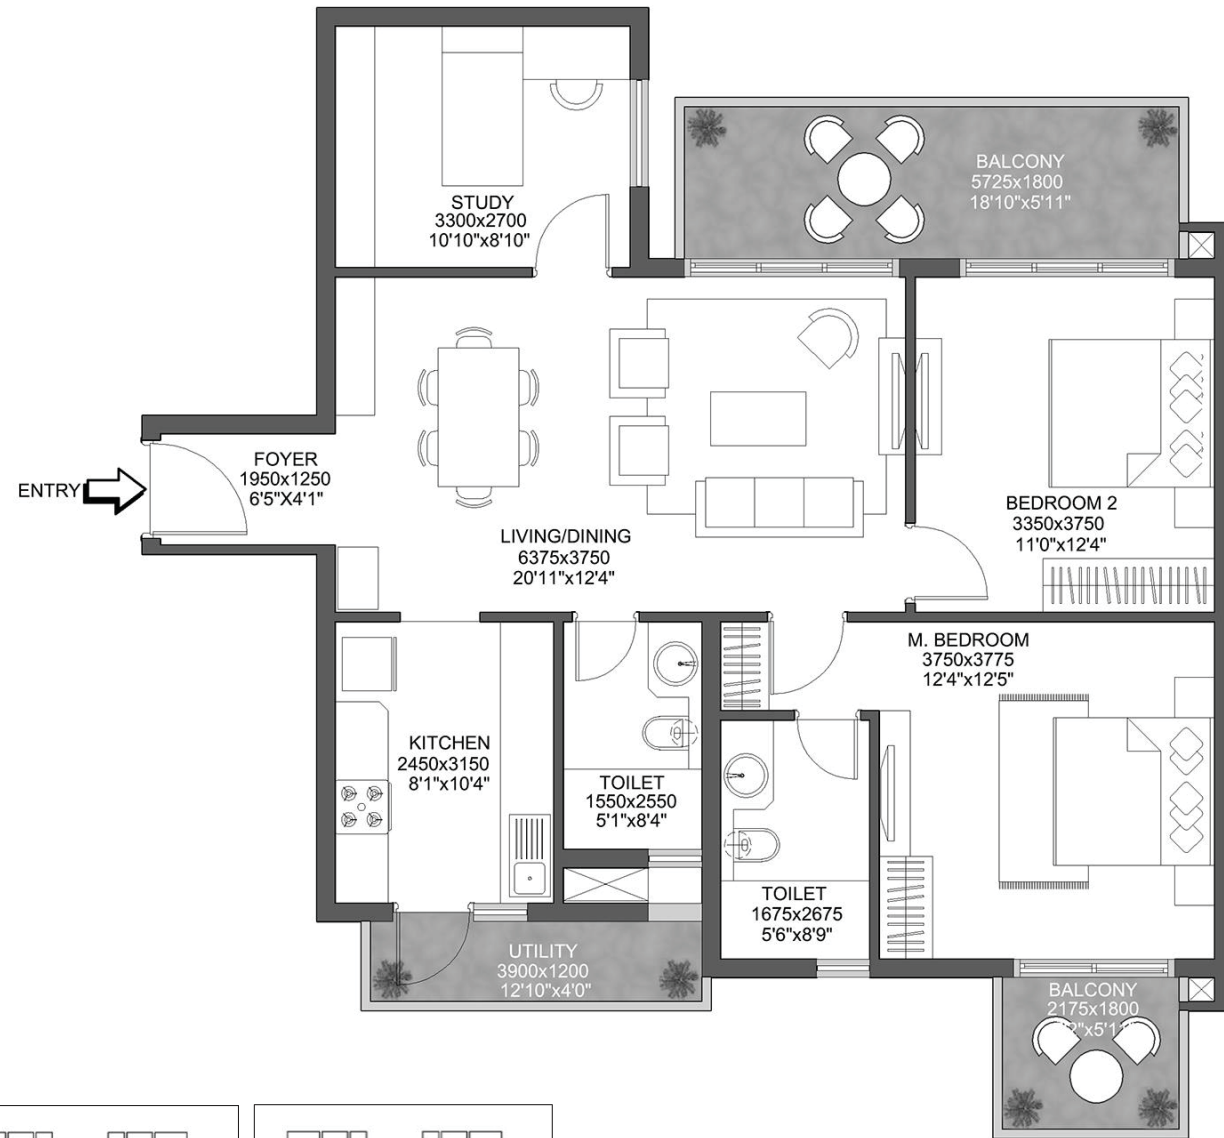 BALCONY
5725x1800
18'10"x5'11"
STUDY
3300x2700
10'10"x8'10"
FOYER
1950x1250
6'5"X4'1"
ENTRY
LIVING/DINING
6375x3750
20'11"x12'4"
BEDROOM 2
3350x3750
11'0"x12'4"
M. BEDROOM
3750x3775
12'4"x12'5"
KITCHEN
2450x3150
8'1"x10'4"
TOILET
1550x2550
5'1"x8'4"
TOILET
1675x2675
5'6"x8'9"
UTILITY
3900x1200
12'10"x4'0"
BALCONY
2175x1800